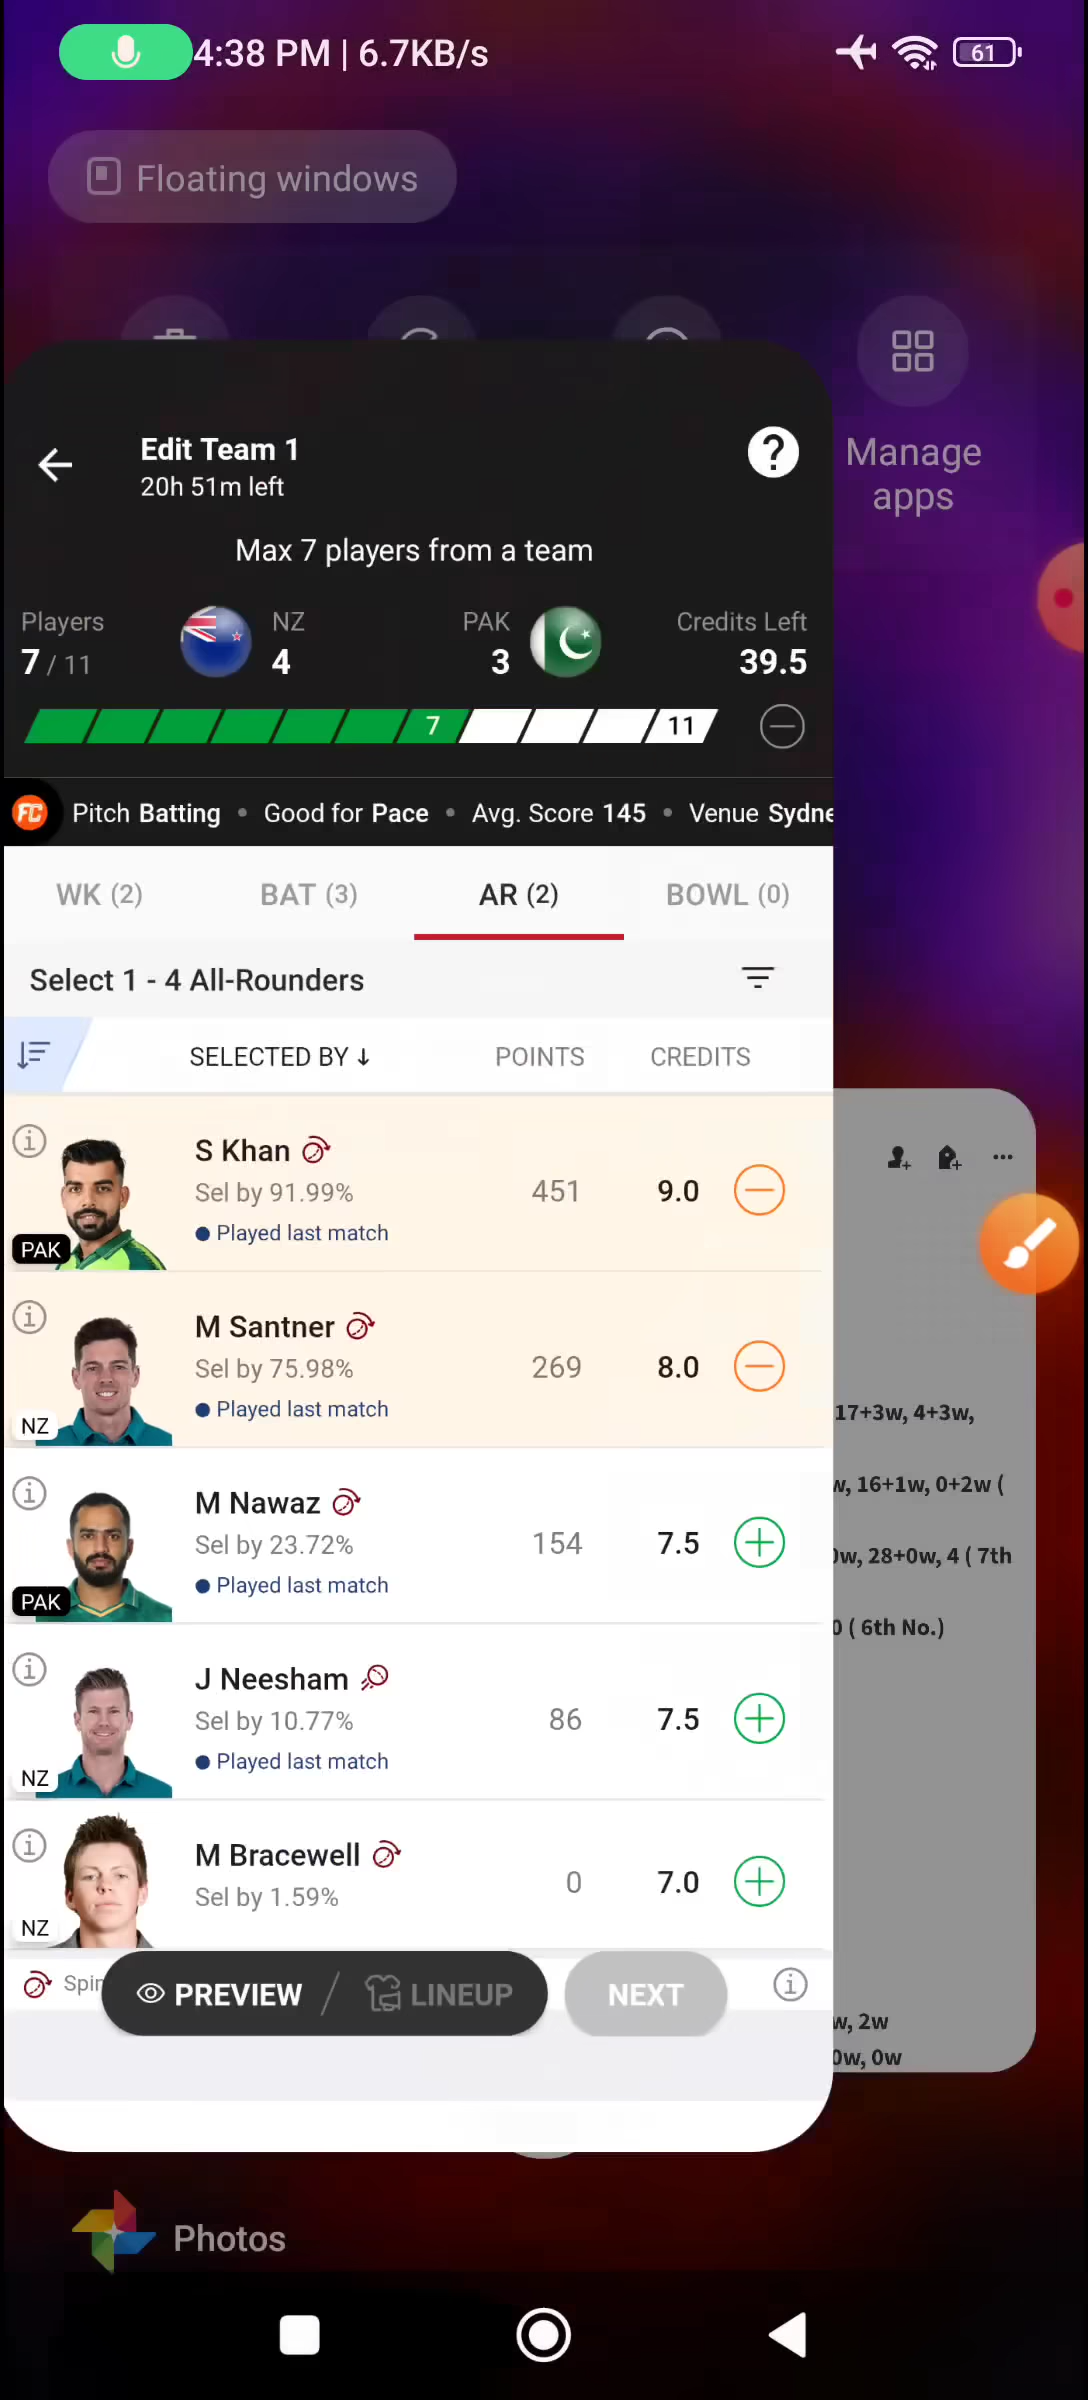 4:38 PM | 6.7KB/s
61
Floating windows
Manage
apps
Edit Team 1
20h 51m left
?
Max 7 players from a team
Players
7 / 11
NZ
4
PAK
3
Credits Left
39.5
7
11
FC
Pitch Batting • Good for Pace • Avg. Score 145 • Venue Sydne
WK (2)
BAT (3)
AR (2)
BOWL (0)
Select 1 - 4 All-Rounders
SELECTED BY ↓
POINTS
CREDITS
S Khan
Sel by 91.99%
451
9.0
Played last match
PAK
M Santner
Sel by 75.98%
269
8.0
Played last match
NZ
17+3w, 4+3w,
w, 16+1w, 0+2w (
M Nawaz
Sel by 23.72%
154
7.5
Played last match
PAK
0w, 28+0w, 4 ( 7th
0 ( 6th No.)
J Neesham
Sel by 10.77%
86
7.5
Played last match
NZ
M Bracewell
Sel by 1.59%
0
7.0
NZ
Spin
PREVIEW
LINEUP
NEXT
w, 2w
0w, 0w
Photos